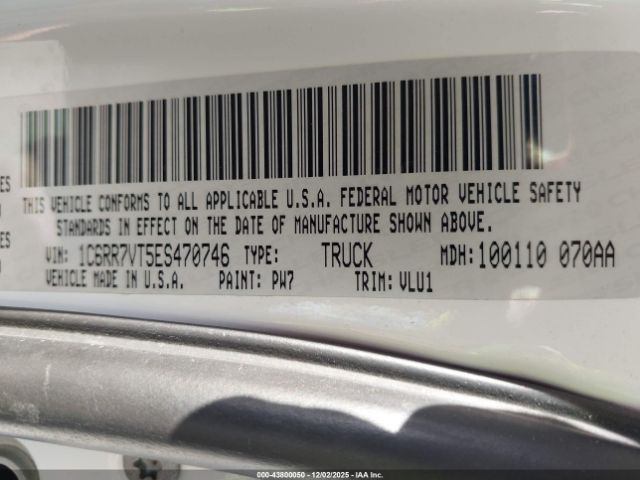 THIS VEHICLE CONFORMS TO ALL APPLICABLE U.S.A. FEDERAL MOTOR VEHICLE SAFETY
STANDARDS IN EFFECT ON THE DATE OF MANUFACTURE SHOWN ABOVE.
VIN: 1C6RR7VT5ES470746 TYPE: TRUCK MDH: 100110 070AA
VEHICLE MADE IN U.S.A. PAINT: PW7 TRIM: VLU1
000-43800050 - 12/02/2025 - IAAI.com